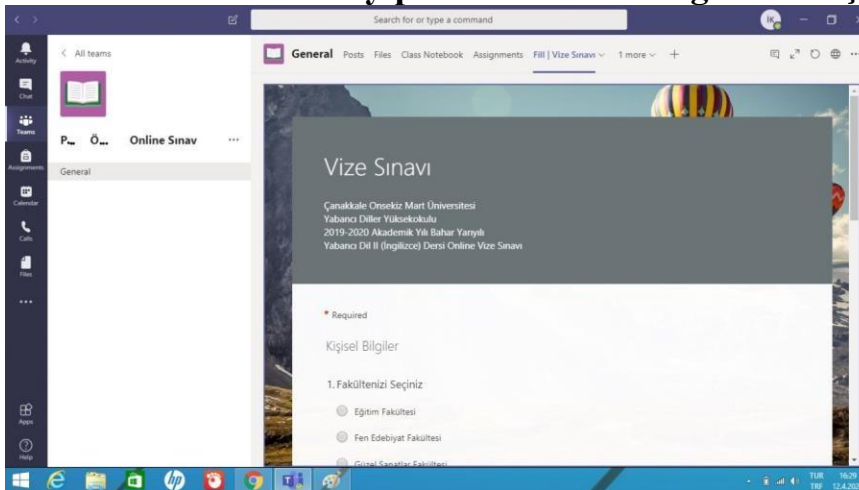 Search for or type a command
IK
Activity
Chat
Teams
Assignments
Calendar
Calls
Files
Apps
Help
All teams
P... Ö... Online Sınav ...
General
General Posts Files Class Notebook Assignments Fill | Vize Sınavı 1 more +
Vize Sınavı
Çanakkale Onsekiz Mart Üniversitesi
Yabancı Diller Yüksekokulu
2019-2020 Akademik Yılı Bahar Yarıyılı
Yabancı Dil II (İngilizce) Dersi Online Vize Sınavı
* Required
Kişisel Bilgiler
1. Fakültenizi Seçiniz
Eğitim Fakültesi
Fen Edebiyat Fakültesi
Güzel Sanatlar Fakültesi
hp
TUR 16:29
TRF